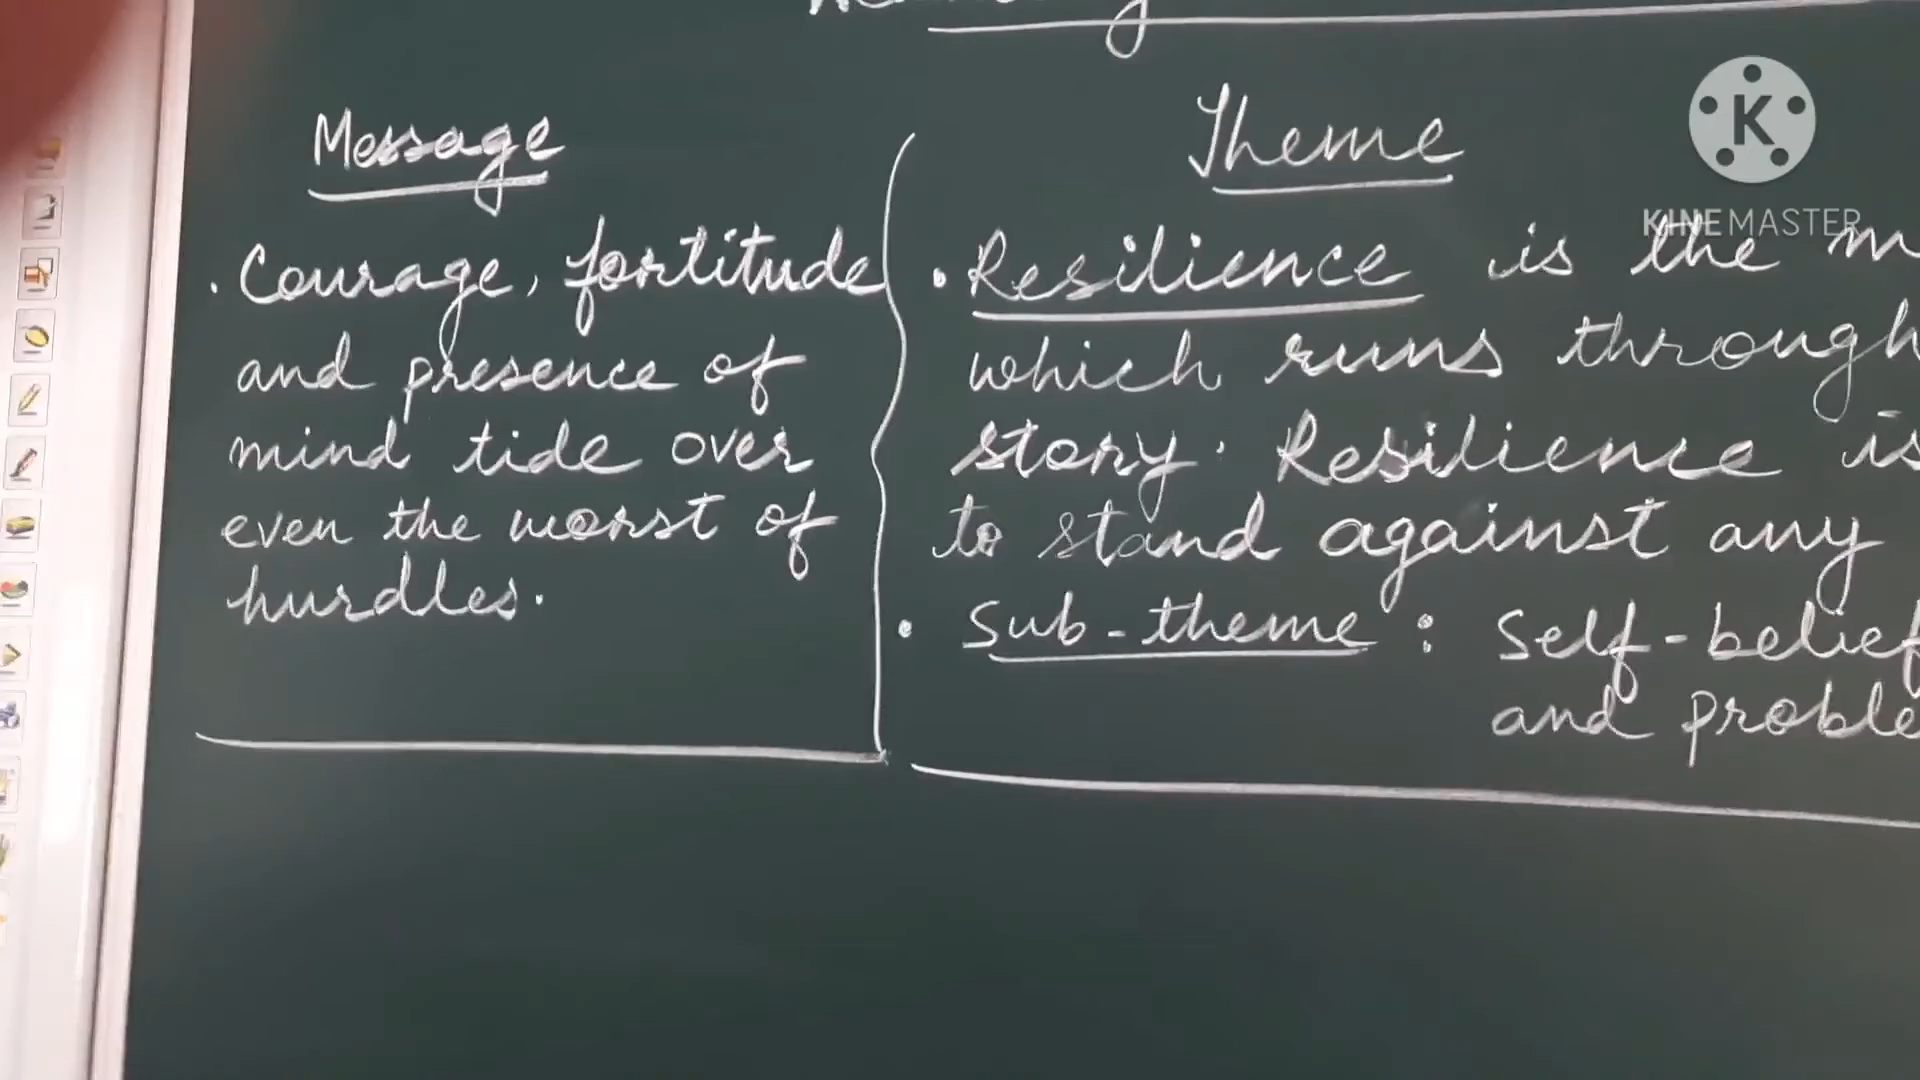 Message
. Courage, fortitude
and presence of
mind tide over
even the worst of
hurdles.
Theme
• Resilience is the m
which runs through
story. Resilience is
to stand against any
• Sub-theme : Self-belief
and proble
KINEMASTER